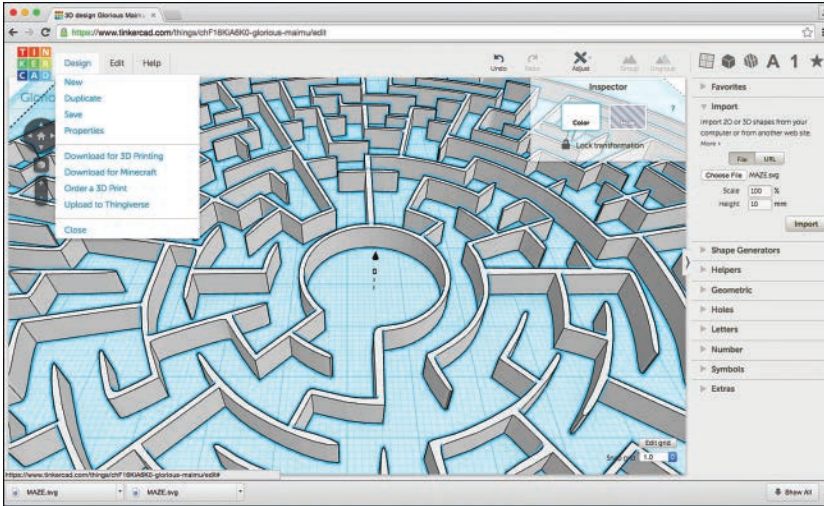 3D design Glorious Maimu
https://www.tinkercad.com/things/chF16KiA6K0-glorious-maimu/edit
TIN
KER
CAD
Design Edit Help
Undo Redo Adjust Group Ungroup
A 1
New
Duplicate
Save
Properties
Download for 3D Printing
Download for Minecraft
Order a 3D Print
Upload to Thingiverse
Close
Inspector
?
Color
Lock transformation
Favorites
Import
Import 2D or 3D shapes from your
computer or from another web site.
More »
File URL
Choose File MAZE.svg
Scale 100 %
Height 10 mm
Import
Shape Generators
Helpers
Geometric
Holes
Letters
Number
Symbols
Extras
Edit grid
Snap grid 1.0
https://www.tinkercad.com/things/chF16KiA6K0-glorious-maimu/edit#
MAZE.svg MAZE.svg Show All